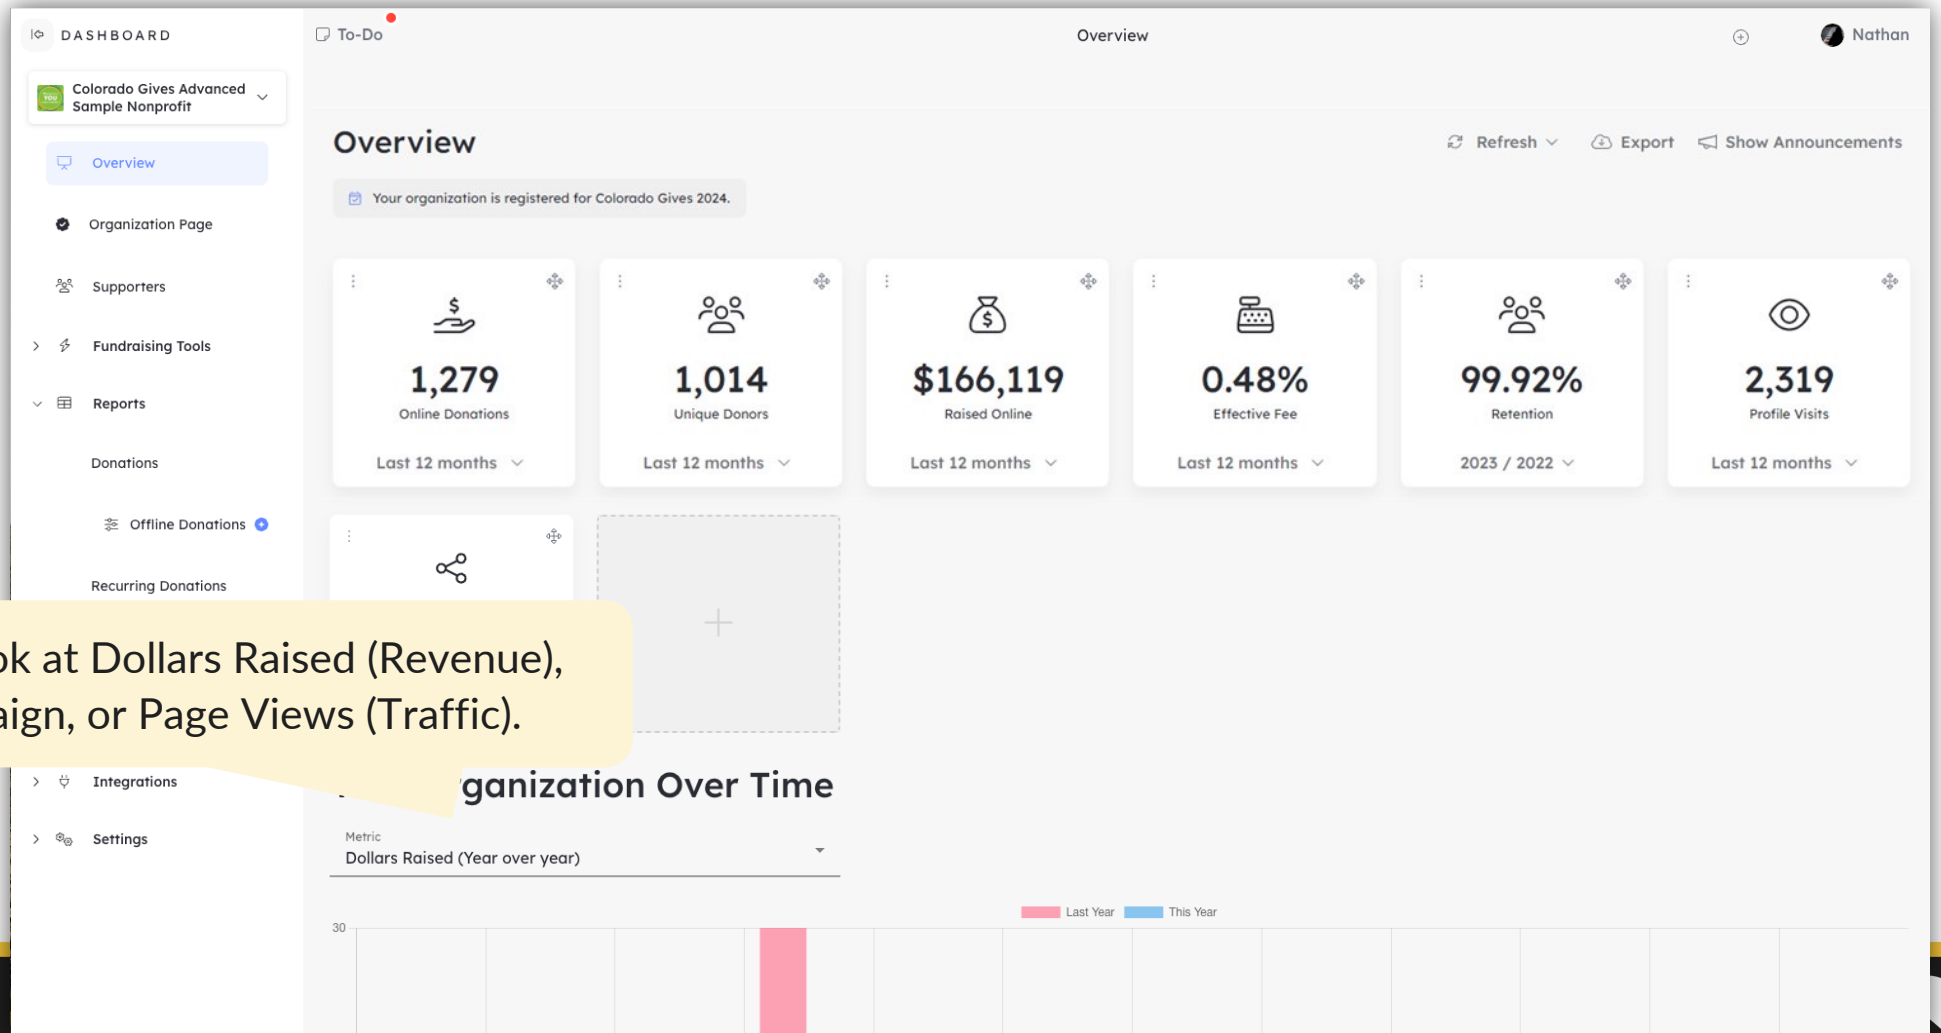 DASHBOARD
To-Do
Overview
Nathan
Colorado Gives Advanced
Sample Nonprofit
Overview
Organization Page
Supporters
Fundraising Tools
Reports
Donations
Offline Donations
Recurring Donations
Integrations
Settings
Overview
Refresh
Export
Show Announcements
Your organization is registered for Colorado Gives 2024.
1,279
Online Donations
Last 12 months
1,014
Unique Donors
Last 12 months
$166,119
Raised Online
Last 12 months
0.48%
Effective Fee
Last 12 months
99.92%
Retention
2023 / 2022
2,319
Profile Visits
Last 12 months
at Dollars Raised (Revenue),
or Page Views (Traffic).
Over Time
Metric
Dollars Raised (Year over year)
Last Year
This Year
30